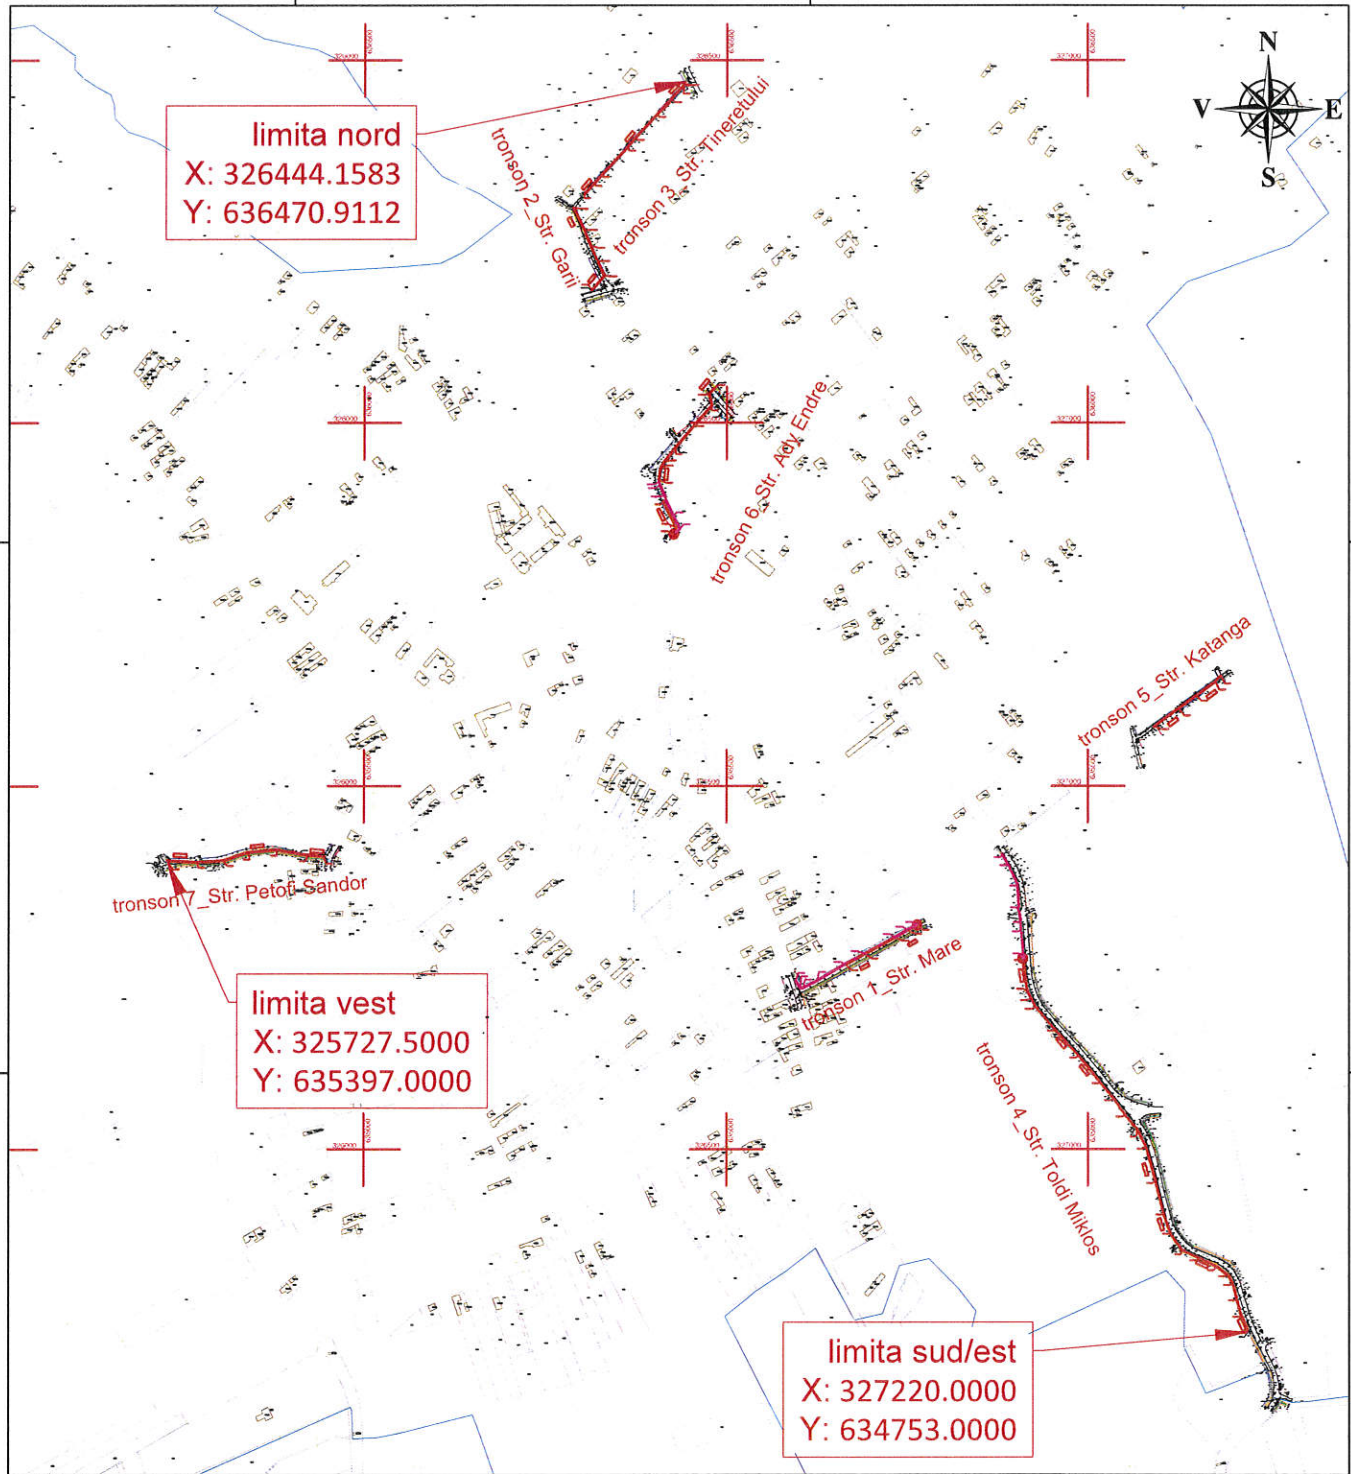 N
V
E
S
limita nord
X: 326444.1583
Y: 636470.9112
tronson 2_Str. Garii
tronson 3_Str. Tineretului
tronson 6_Str. Ady Endre
tronson 5_Str. Katanga
tronson 7_Str. Petofi Sandor
tronson 1_Str. Mare
limita vest
X: 325727.5000
Y: 635397.0000
tronson 4_Str. Toldi Miklos
limita sud/est
X: 327220.0000
Y: 634753.0000